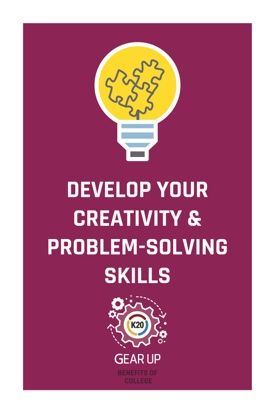 DEVELOP YOUR
CREATIVITY &
PROBLEM-SOLVING
SKILLS
K20
GEAR UP
BENEFITS OF
COLLEGE